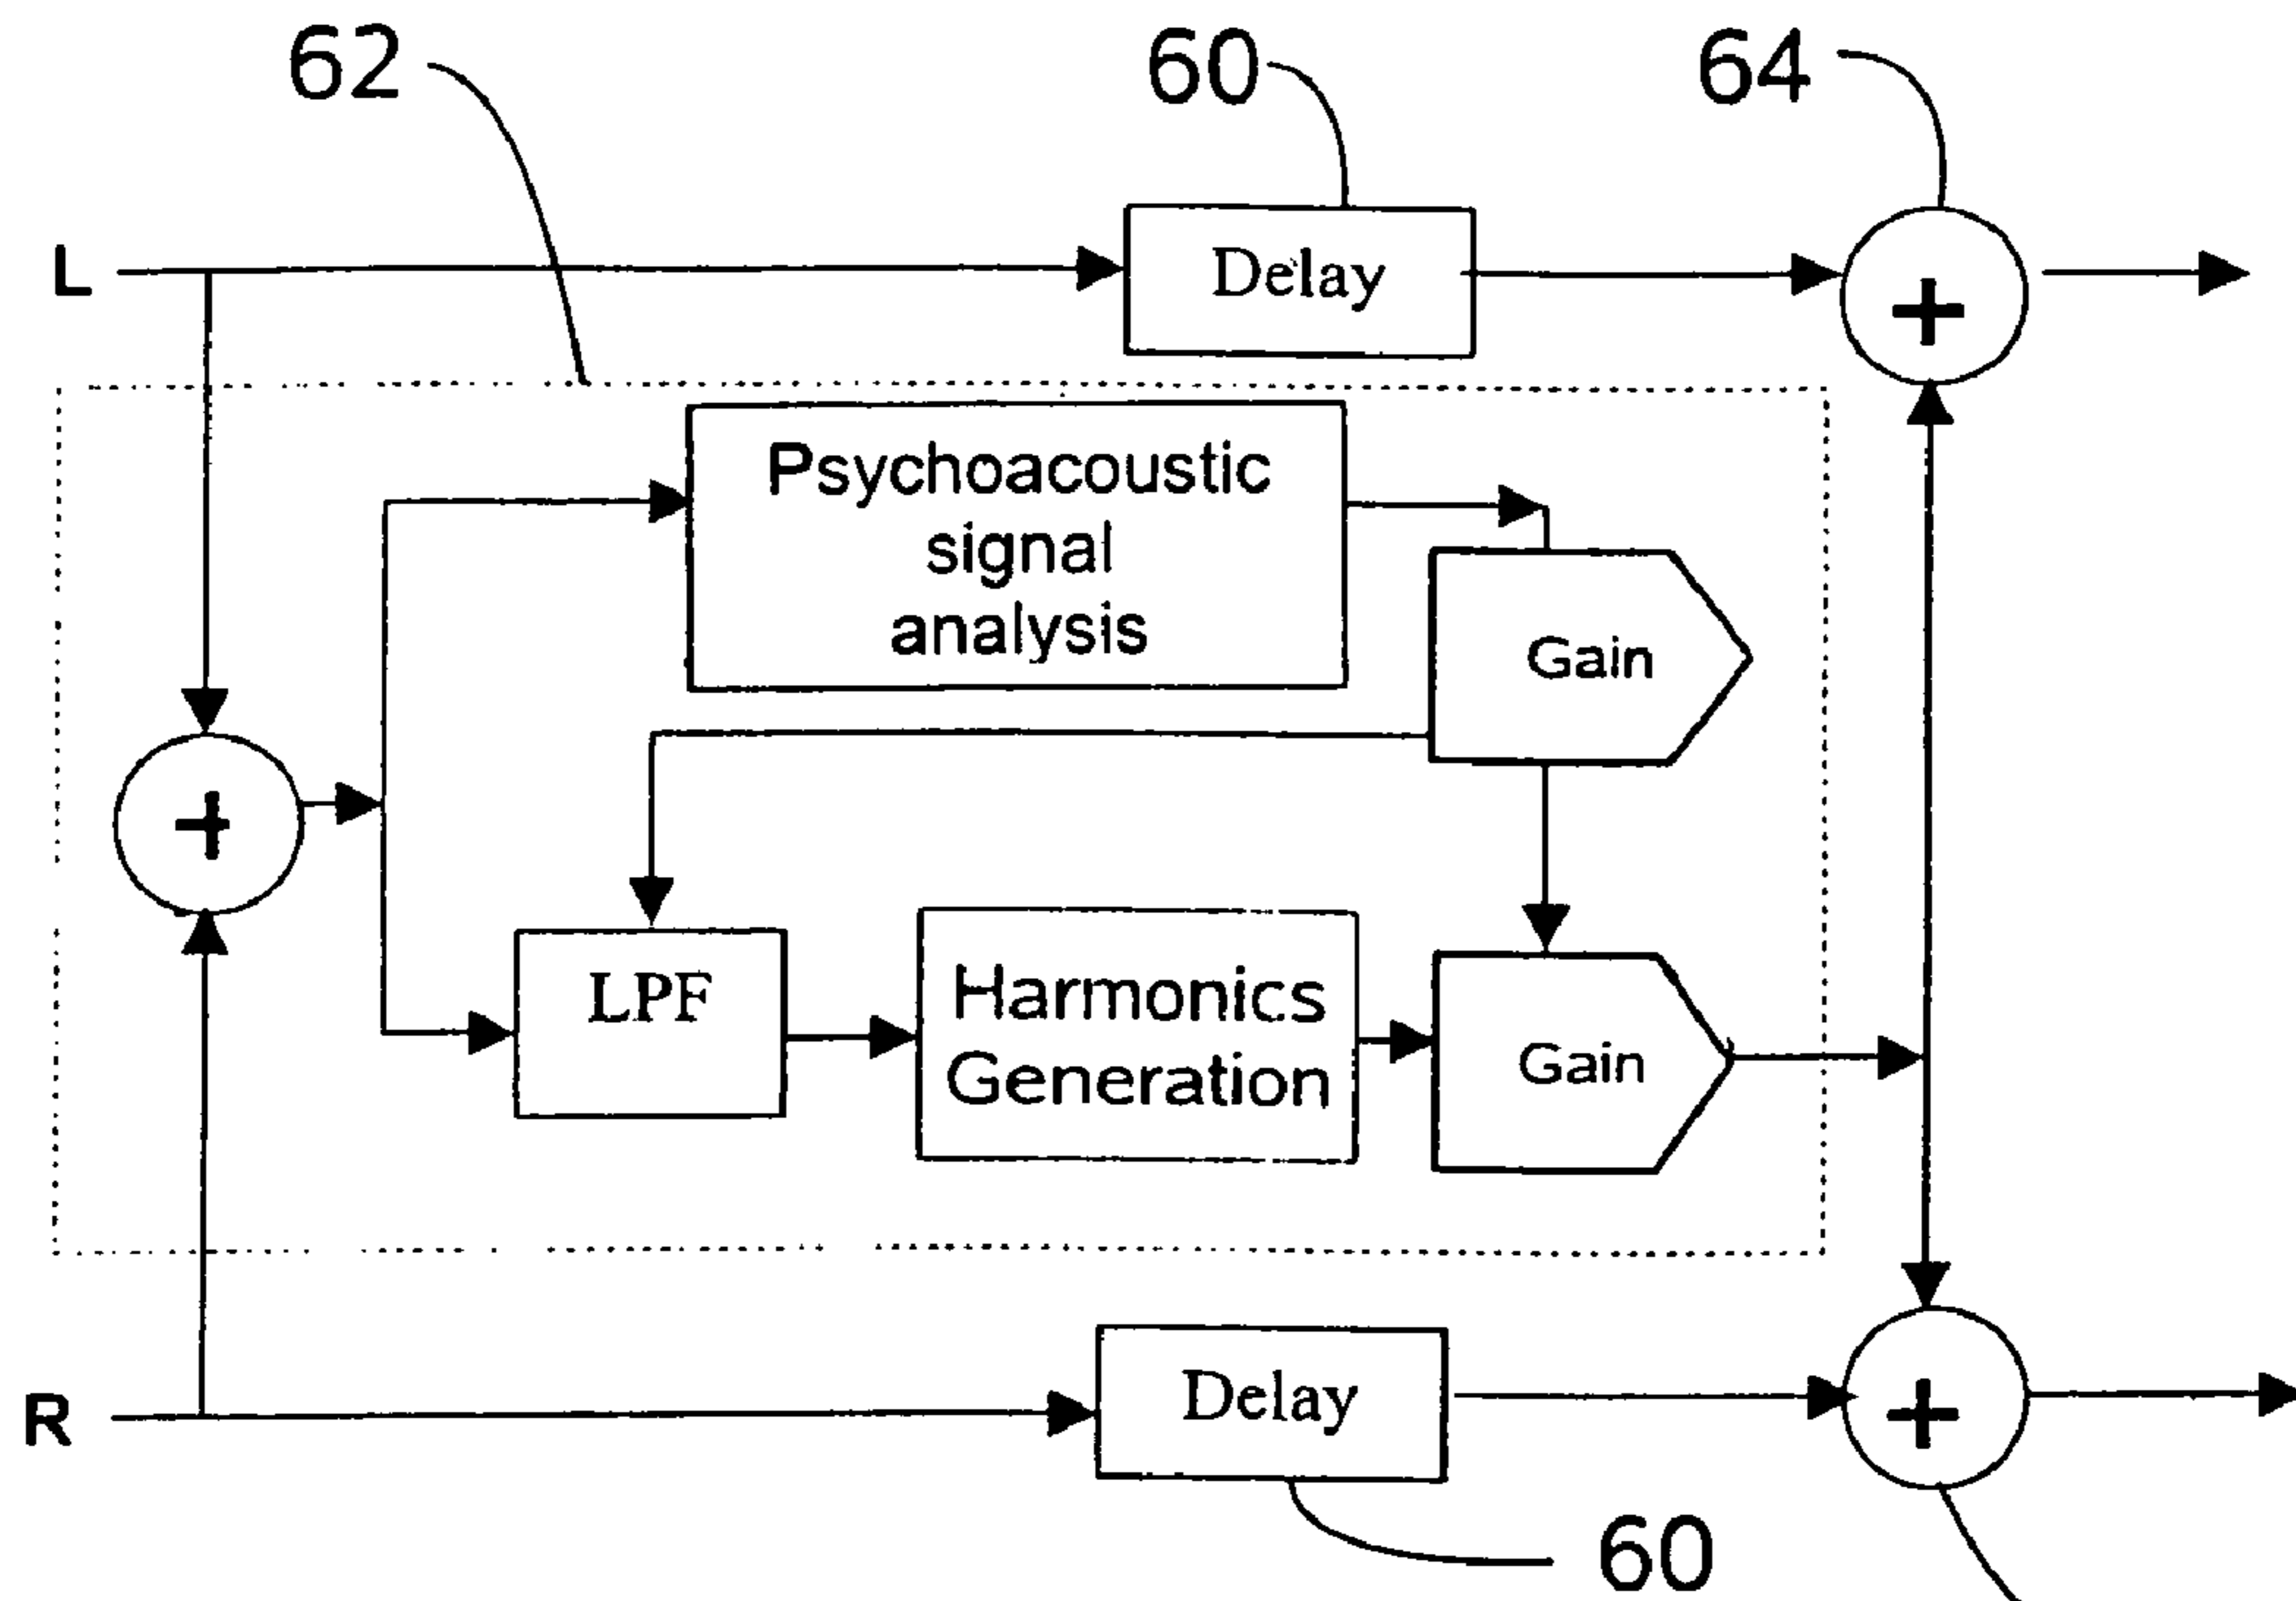 62
60
64
L
Delay
+
Psychoacoustic
signal
analysis
Gain
+
LPF
Harmonics
Generation
Gain
R
Delay
+
60